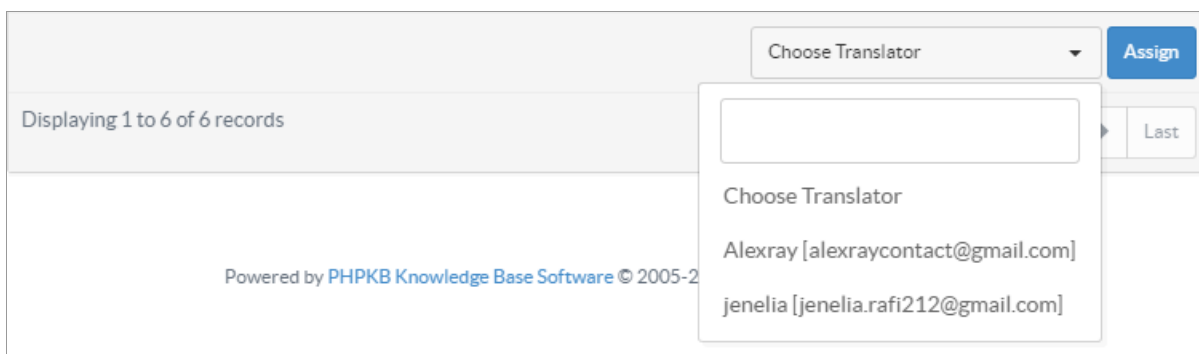 Choose Translator
Assign
Displaying 1 to 6 of 6 records
Last
Choose Translator
Alexray [alexraycontact@gmail.com]
Powered by PHPKB Knowledge Base Software © 2005-2
jenelia [jenelia.rafi212@gmail.com]